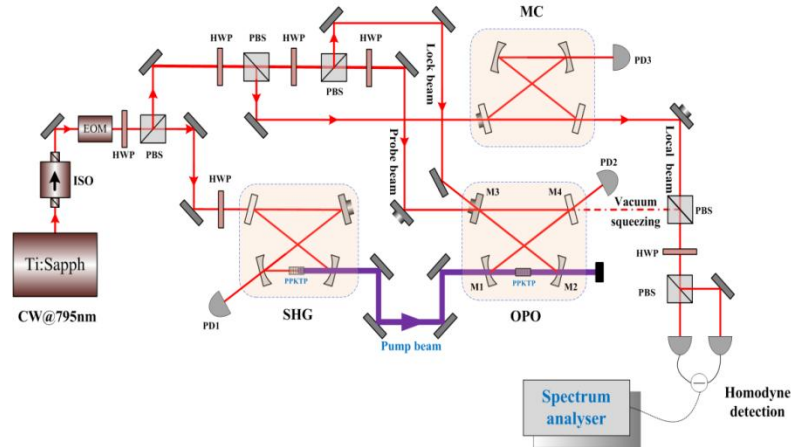 MC
HWP
PBS
HWP
HWP
PBS
Lock beam
PD3
EOM
HWP
PBS
ISO
HWP
Probe beam
Local beam
PD2
M3
M4
Vacuum
squeezing
PBS
Ti:Sapph
CW@795nm
PPKTP
PD1
SHG
Pump beam
M1
PPKTP
M2
OPO
HWP
PBS
Homodyne
detection
Spectrum
analyser